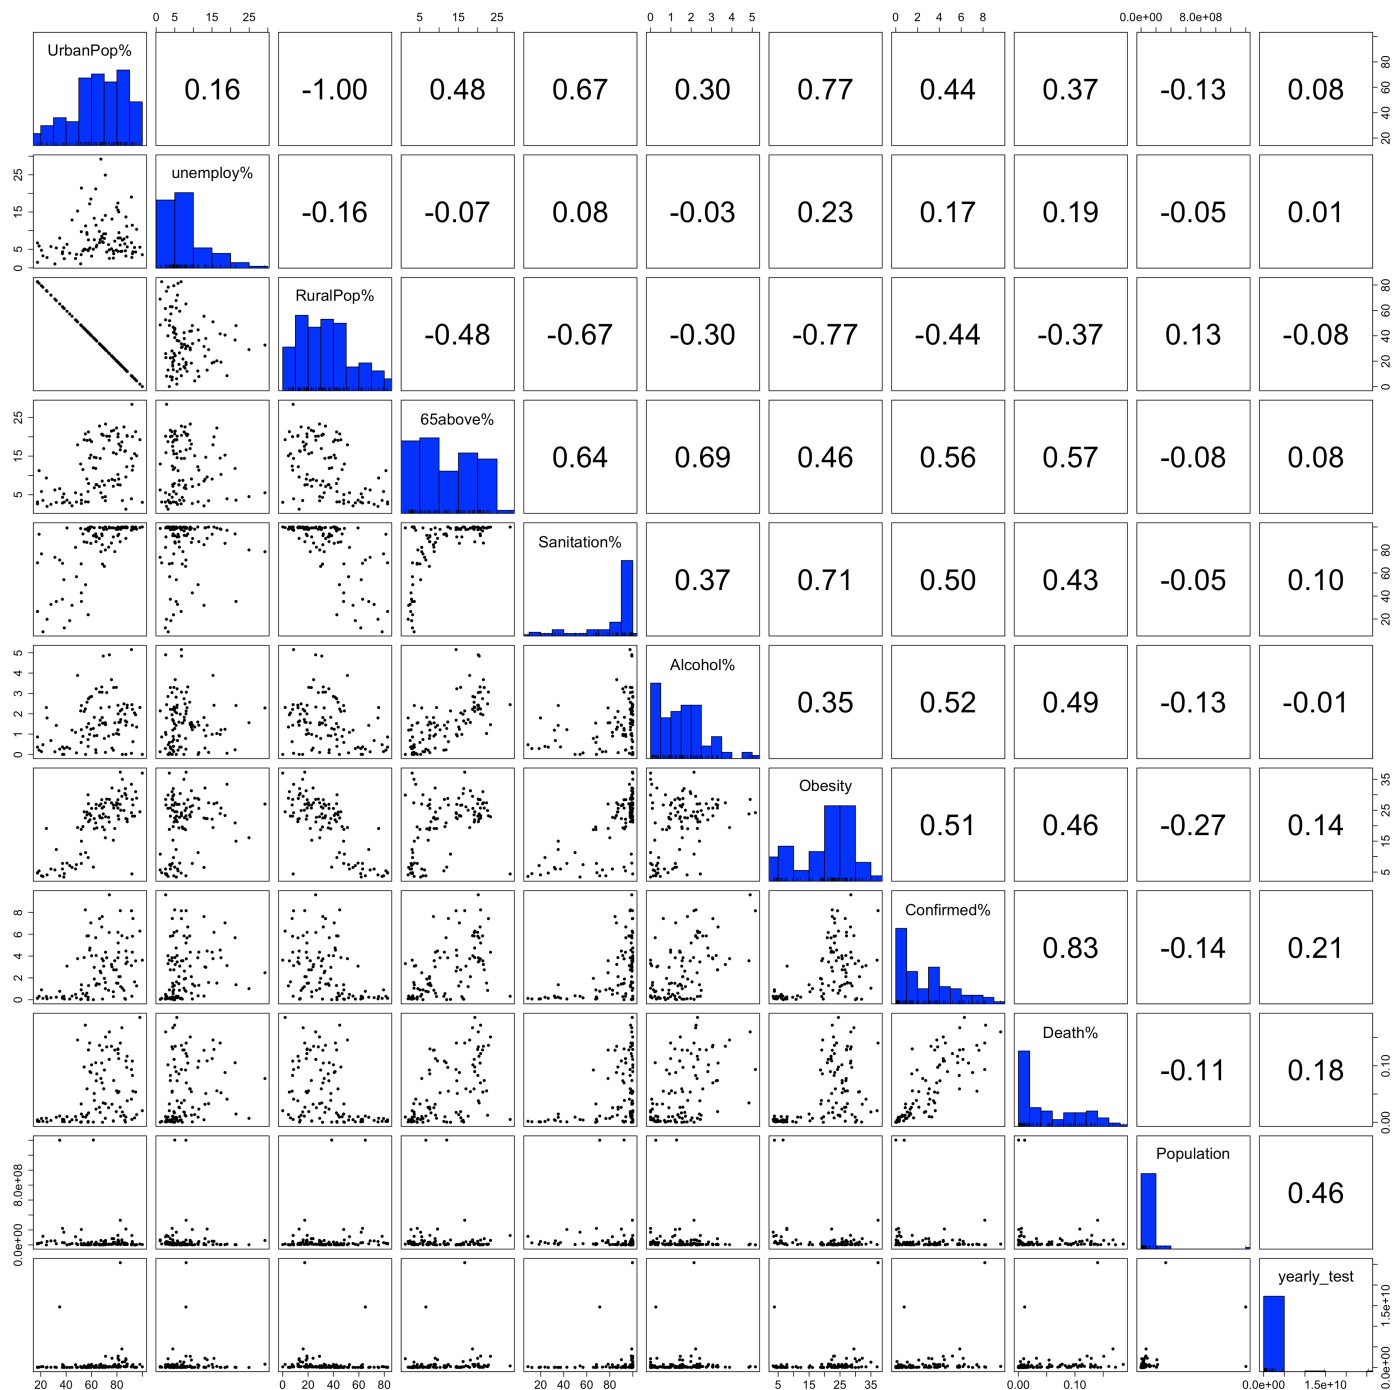 0 5 15 25 5 15 25 0 1 2 3 4 5 0 2 4 6 8 0.0e+00 8.0e+08
UrbanPop% 0.16 -1.00 0.48 0.67 0.30 0.77 0.44 0.37 -0.13 0.08 20 40 60 80
0 5 15 25 unemploy% -0.16 -0.07 0.08 -0.03 0.23 0.17 0.19 -0.05 0.01
RuralPop% -0.48 -0.67 -0.30 -0.77 -0.44 -0.37 0.13 -0.08 0 20 40 60 80
5 15 25 65above% 0.64 0.69 0.46 0.56 0.57 -0.08 0.08
Sanitation% 0.37 0.71 0.50 0.43 -0.05 0.10 20 40 60 80
0 1 2 3 4 5 Alcohol% 0.35 0.52 0.49 -0.13 -0.01
Obesity 0.51 0.46 -0.27 0.14 5 15 25 35
0 2 4 6 8 Confirmed% 0.83 -0.14 0.21
Death% -0.11 0.18 0.00 0.10
0.0e+00 8.0e+08 Population 0.46
yearly_test 0.0e+00 1.5e+10
20 40 60 80 0 20 40 60 80 20 40 60 80 5 15 25 35 0.00 0.10 0.0e+00 1.5e+10